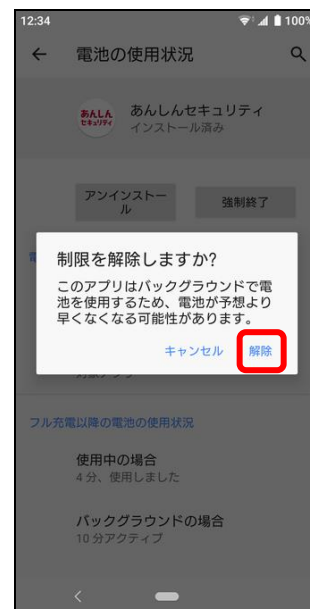 12:34
100%
電池の使用状況
あんしん
セキュリティ
あんしんセキュリティ
インストール済み
アンインストー
ル
強制終了
制限を解除しますか?
このアプリはバックグラウンドで電
池を使用するため、電池が予想より
早くなくなる可能性があります。
キャンセル
解除
対象アプリ
フル充電以降の電池の使用状況
使用中の場合
4 分、使用しました
バックグラウンドの場合
10 分アクティブ